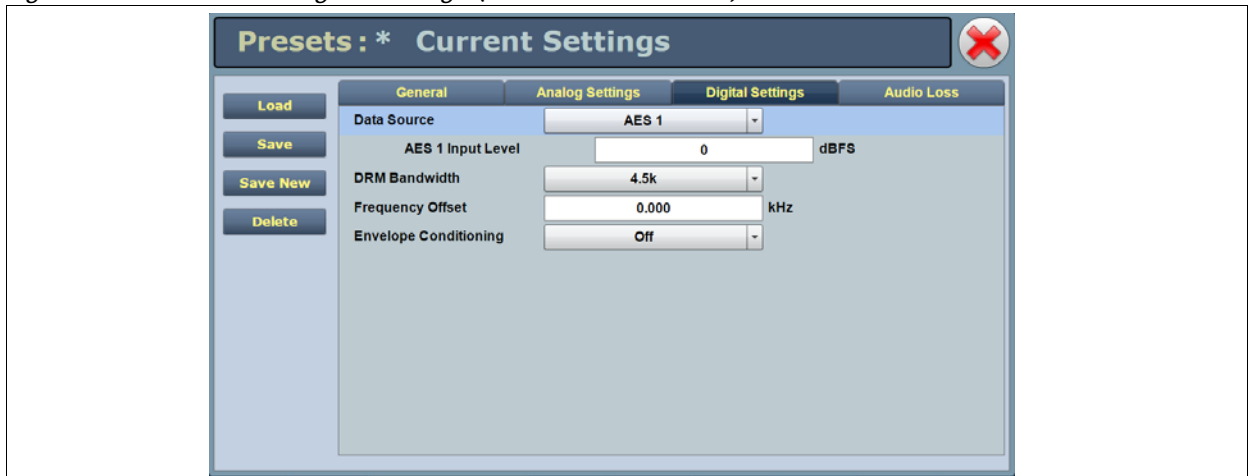 Presets:* Current Settings
General Analog Settings Digital Settings Audio Loss
Load
Save
Save New
Delete
Data Source AES 1
AES 1 Input Level 0 dBFS
DRM Bandwidth 4.5k
Frequency Offset 0.000 kHz
Envelope Conditioning Off